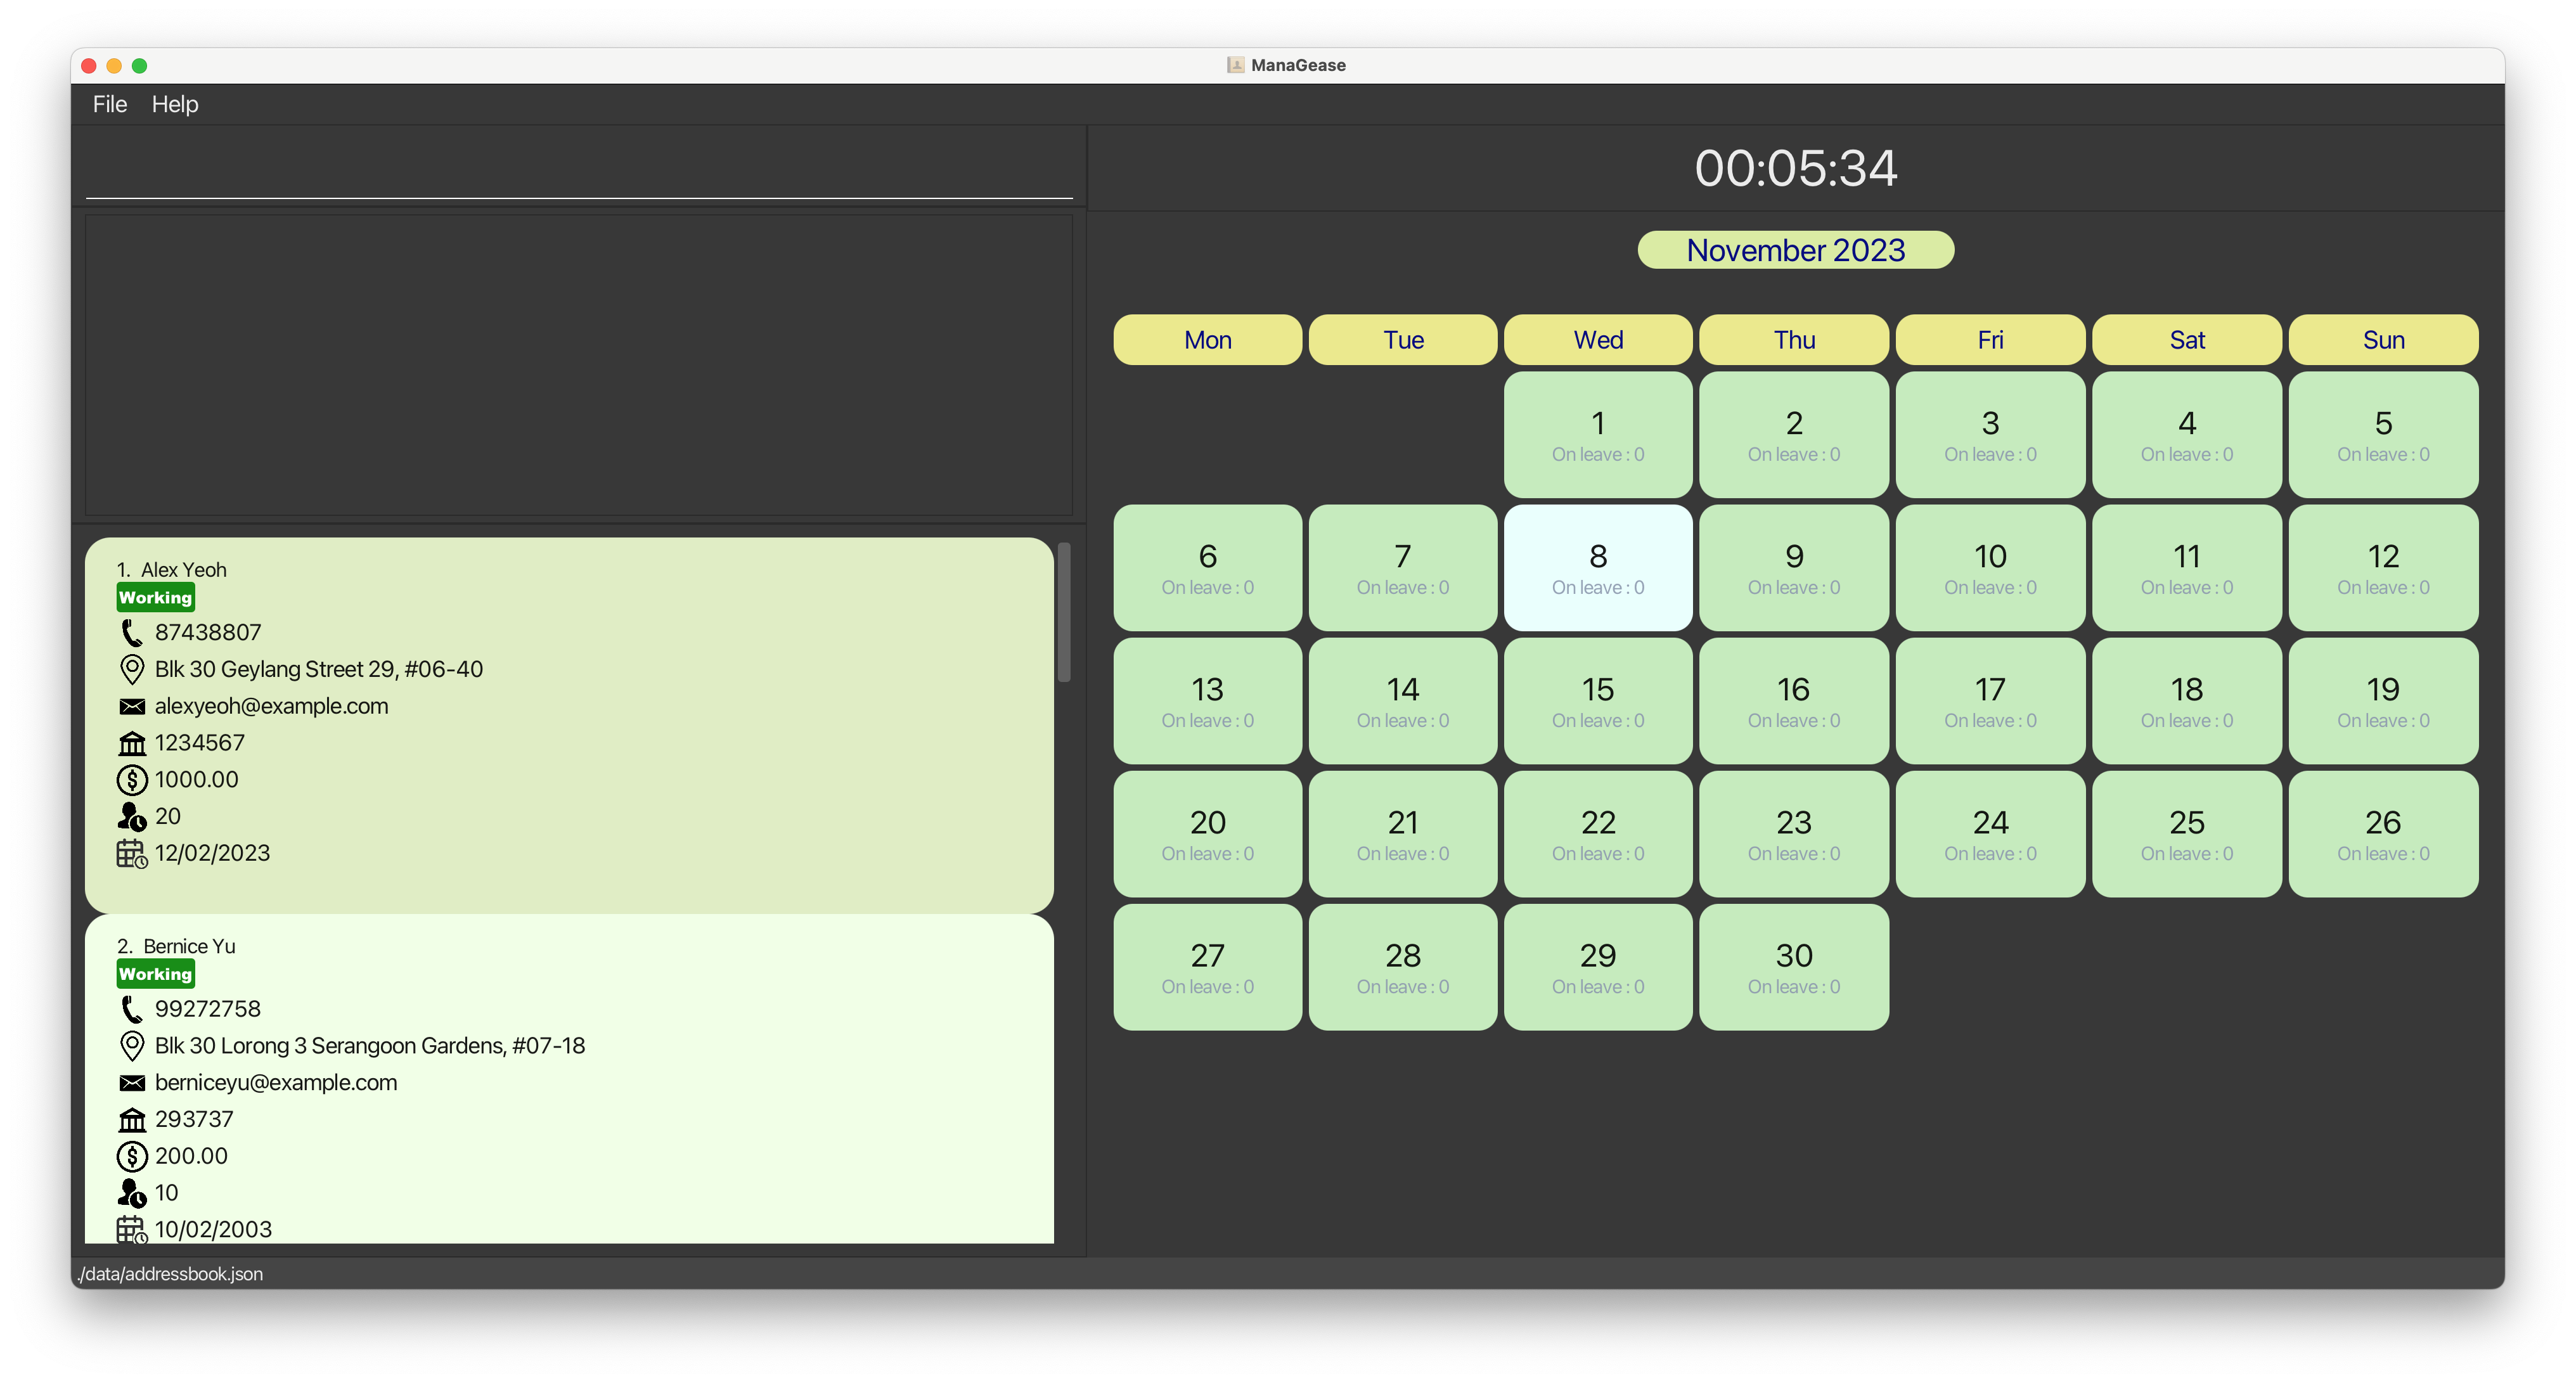 ManaGease
File Help
00:05:34
November 2023
Mon Tue Wed Thu Fri Sat Sun
1 2 3 4 5
On leave : 0 On leave : 0 On leave : 0 On leave : 0 On leave : 0
6 7 8 9 10 11 12
On leave : 0 On leave : 0 On leave : 0 On leave : 0 On leave : 0 On leave : 0 On leave : 0
13 14 15 16 17 18 19
On leave : 0 On leave : 0 On leave : 0 On leave : 0 On leave : 0 On leave : 0 On leave : 0
20 21 22 23 24 25 26
On leave : 0 On leave : 0 On leave : 0 On leave : 0 On leave : 0 On leave : 0 On leave : 0
27 28 29 30
On leave : 0 On leave : 0 On leave : 0 On leave : 0
1. Alex Yeoh
Working
87438807
Blk 30 Geylang Street 29, #06-40
alexyeoh@example.com
1234567
$ 1000.00
20
12/02/2023
2. Bernice Yu
Working
99272758
Blk 30 Lorong 3 Serangoon Gardens, #07-18
berniceyu@example.com
293737
$ 200.00
10
10/02/2003
./data/addressbook.json